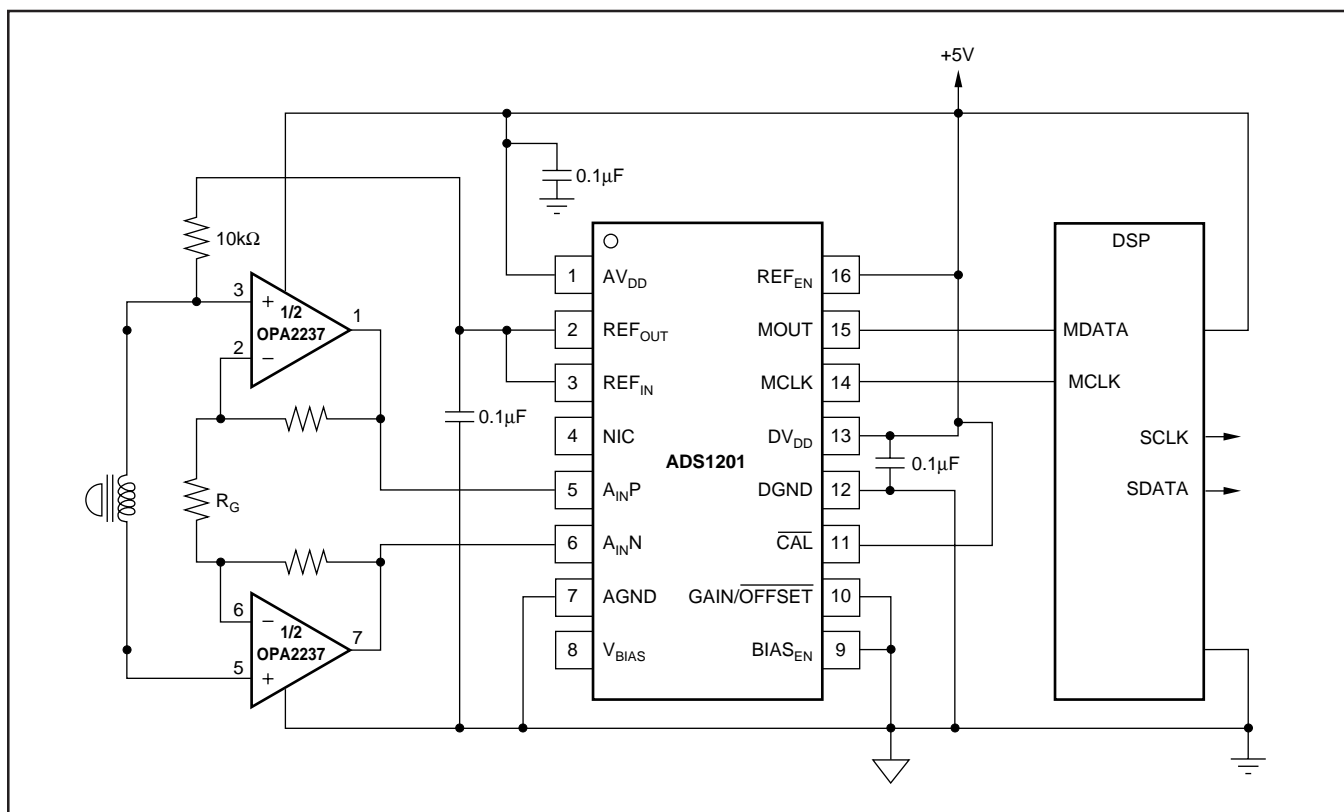 +5V
0.1µF
10kΩ
3
+
1/2
OPA2237
1
2
−
R_G
6
−
1/2
OPA2237
7
5
+
0.1µF
1 AV_DD
2 REF_OUT
3 REF_IN
4 NIC
5 A_INP
6 A_INN
7 AGND
8 V_BIAS
ADS1201
REF_EN 16
MOUT 15
MCLK 14
DV_DD 13
DGND 12
C̅A̅L̅ 11
GAIN/O̅F̅F̅S̅E̅T̅ 10
BIAS_EN 9
0.1µF
DSP
MDATA
MCLK
SCLK
SDATA